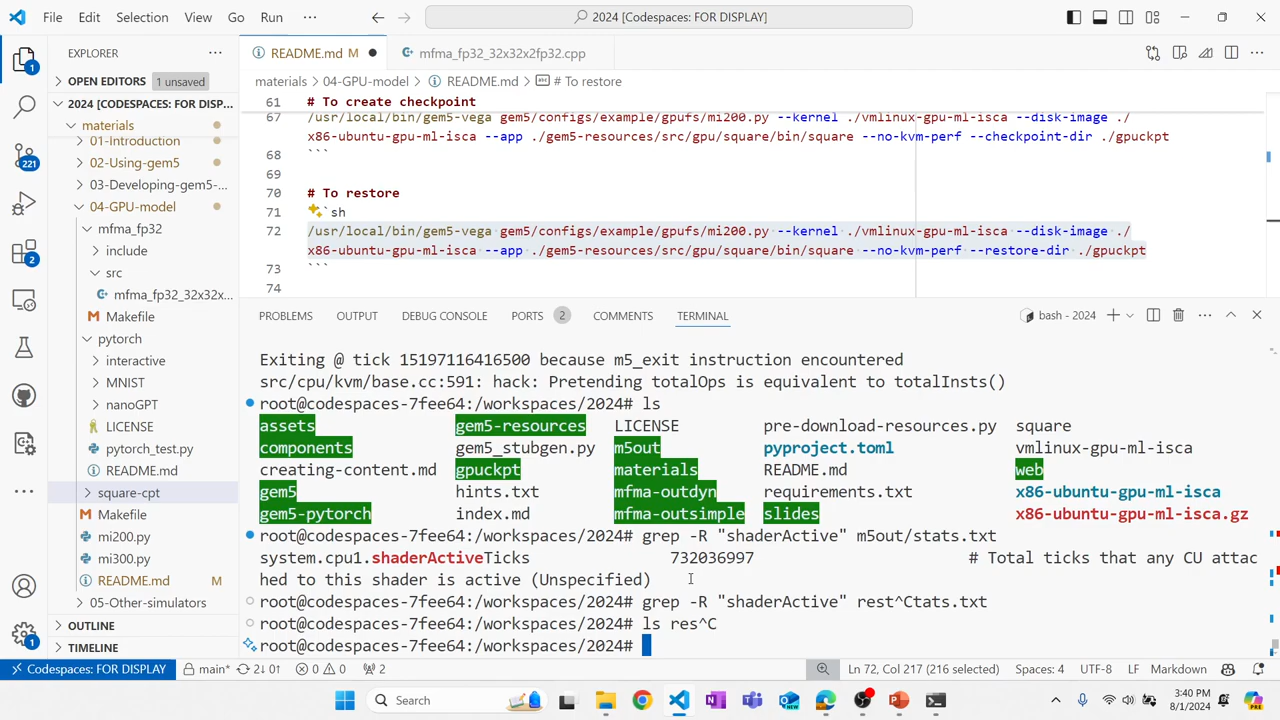 File Edit Selection View Go Run ··· 2024 [Codespaces: FOR DISPLAY]
EXPLORER ···
README.md M ● mfma_fp32_32x32x2fp32.cpp
OPEN EDITORS 1 unsaved
materials > 04-GPU-model > README.md > # To restore
2024 [CODESPACES: FOR DISP...
materials
01-Introduction
02-Using-gem5
03-Developing-gem5-...
04-GPU-model
mfma_fp32
include
src
mfma_fp32_32x32x...
Makefile
pytorch
interactive
MNIST
nanoGPT
LICENSE
pytorch_test.py
README.md
square-cpt
Makefile
mi200.py
mi300.py
README.md M
05-Other-simulators
OUTLINE
TIMELINE
1
221
2
1
61 # To create checkpoint
67 /usr/local/bin/gem5-vega gem5/configs/example/gpufs/mi200.py --kernel ./vmlinux-gpu-ml-isca --disk-image ./
x86-ubuntu-gpu-ml-isca --app ./gem5-resources/src/gpu/square/bin/square --no-kvm-perf --checkpoint-dir ./gpuckpt
68 ```
69
70 # To restore
71 `sh
72 /usr/local/bin/gem5-vega gem5/configs/example/gpufs/mi200.py --kernel ./vmlinux-gpu-ml-isca --disk-image ./
x86-ubuntu-gpu-ml-isca --app ./gem5-resources/src/gpu/square/bin/square --no-kvm-perf --restore-dir ./gpuckpt
73 ```
74
PROBLEMS OUTPUT DEBUG CONSOLE PORTS 2 COMMENTS TERMINAL bash - 2024
Exiting @ tick 15197116416500 because m5_exit instruction encountered
src/cpu/kvm/base.cc:591: hack: Pretending totalOps is equivalent to totalInsts()
root@codespaces-7fee64:/workspaces/2024# ls
assets gem5-resources LICENSE pre-download-resources.py square
components gem5_stubgen.py m5out pyproject.toml vmlinux-gpu-ml-isca
creating-content.md gpuckpt materials README.md web
gem5 hints.txt mfma-outdyn requirements.txt x86-ubuntu-gpu-ml-isca
gem5-pytorch index.md mfma-outsimple slides x86-ubuntu-gpu-ml-isca.gz
root@codespaces-7fee64:/workspaces/2024# grep -R "shaderActive" m5out/stats.txt
system.cpu1.shaderActiveTicks 732036997 # Total ticks that any CU attac
hed to this shader is active (Unspecified)
root@codespaces-7fee64:/workspaces/2024# grep -R "shaderActive" rest^Ctats.txt
root@codespaces-7fee64:/workspaces/2024# ls res^C
root@codespaces-7fee64:/workspaces/2024#
Codespaces: FOR DISPLAY main* 2↓ 0↑ 0 0 2 Ln 72, Col 217 (216 selected) Spaces: 4 UTF-8 LF Markdown
Search 3:40 PM
8/1/2024